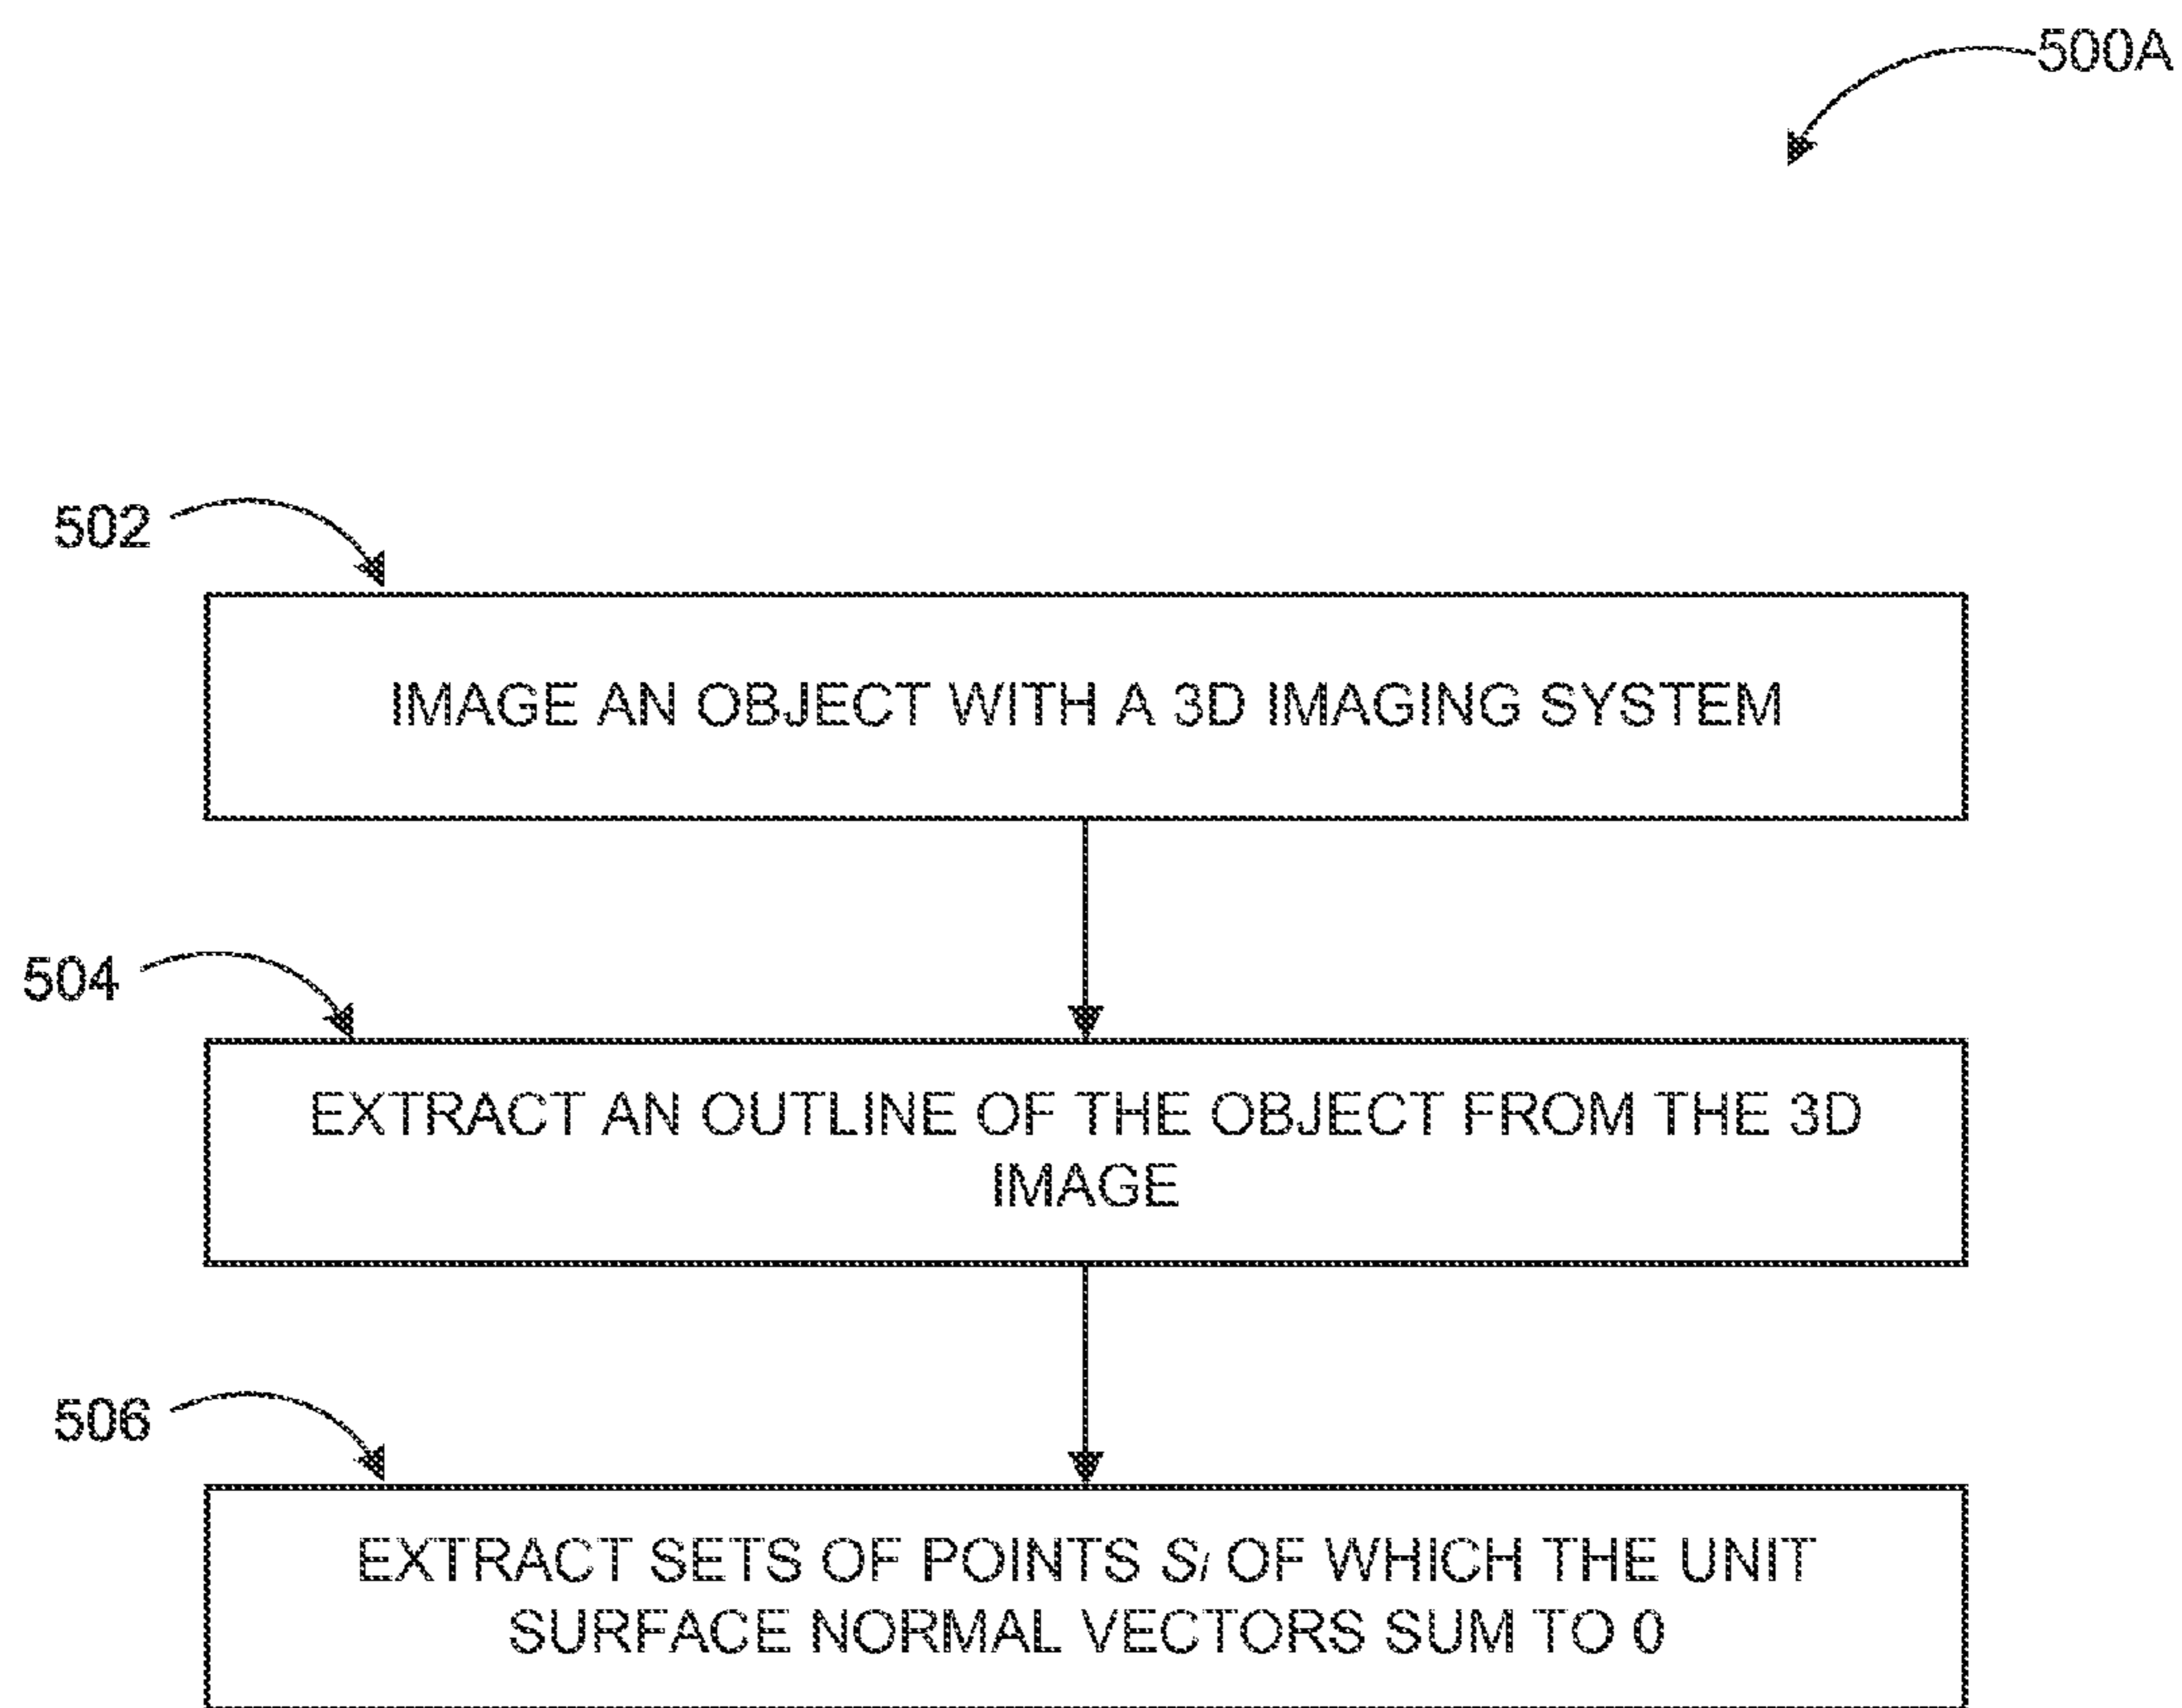 500A
502
IMAGE AN OBJECT WITH A 3D IMAGING SYSTEM
504
EXTRACT AN OUTLINE OF THE OBJECT FROM THE 3D
IMAGE
506
EXTRACT SETS OF POINTS Si OF WHICH THE UNIT
SURFACE NORMAL VECTORS SUM TO 0